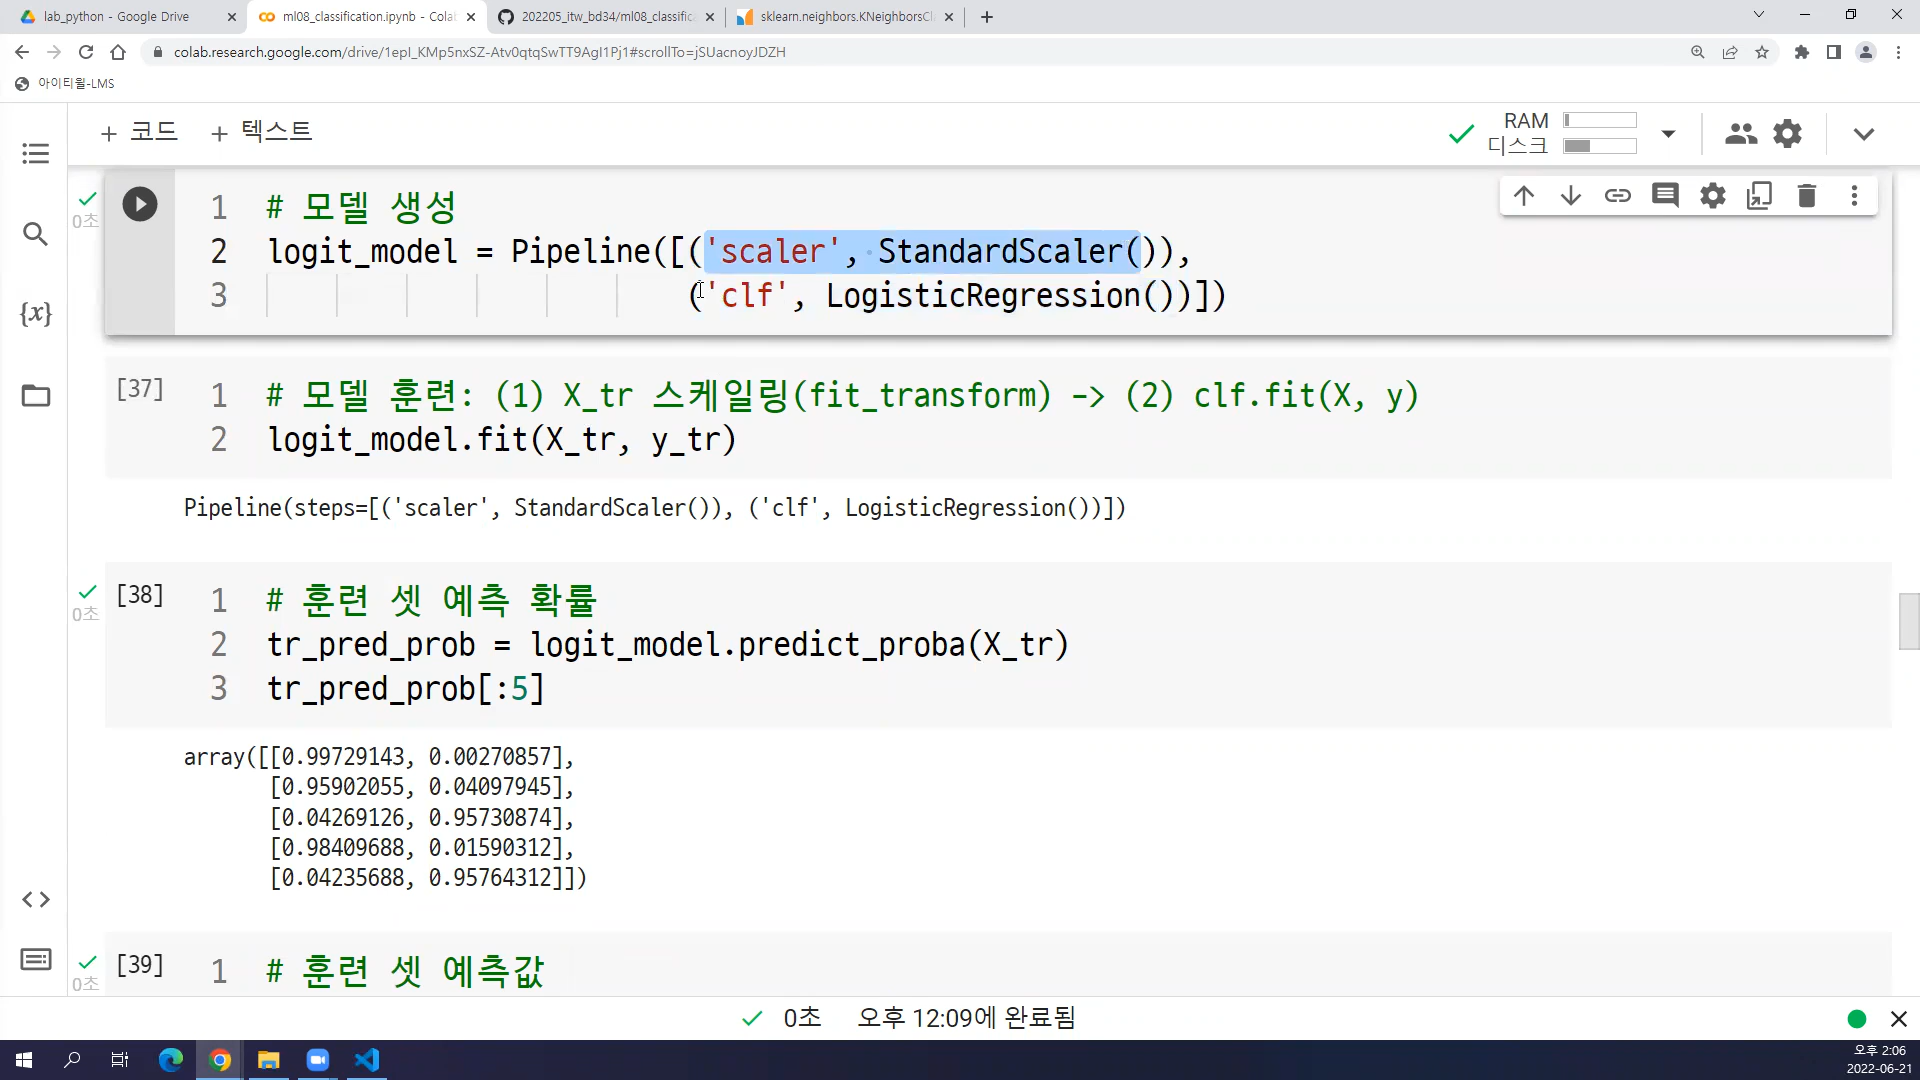 lab_python - Google Drive
ml08_classification.ipynb - Colab
202205_itw_bd34/ml08_classific
sklearn.neighbors.KNeighborsCl
colab.research.google.com/drive/1epI_KMp5nxSZ-Atv0qtqSwTT9AgI1Pj1#scrollTo=jSUacnoyJDZH
아이티윌-LMS
+ 코드 + 텍스트
RAM
디스크
0초
1 # 모델 생성
2 logit_model = Pipeline([('scaler', StandardScaler()),
3 ('clf', LogisticRegression())])
{x}
[37]
1 # 모델 훈련: (1) X_tr 스케일링(fit_transform) -> (2) clf.fit(X, y)
2 logit_model.fit(X_tr, y_tr)
Pipeline(steps=[('scaler', StandardScaler()), ('clf', LogisticRegression())])
[38]
0초
1 # 훈련 셋 예측 확률
2 tr_pred_prob = logit_model.predict_proba(X_tr)
3 tr_pred_prob[:5]
array([[0.99729143, 0.00270857],
[0.95902055, 0.04097945],
[0.04269126, 0.95730874],
[0.98409688, 0.01590312],
[0.04235688, 0.95764312]])
[39]
0초
1 # 훈련 셋 예측값
0초 오후 12:09에 완료됨
오후 2:06
2022-06-21